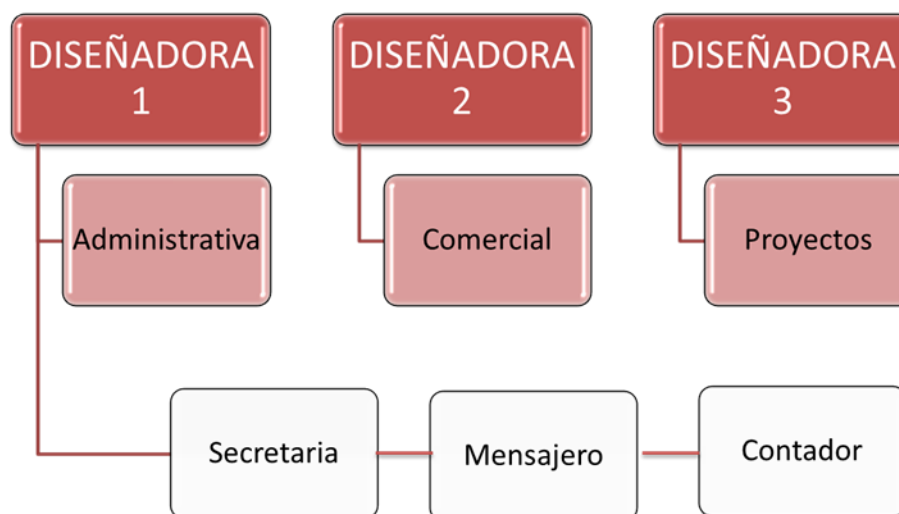 DISEÑADORA
1
DISEÑADORA
2
DISEÑADORA
3
Administrativa
Comercial
Proyectos
Secretaria
Mensajero
Contador